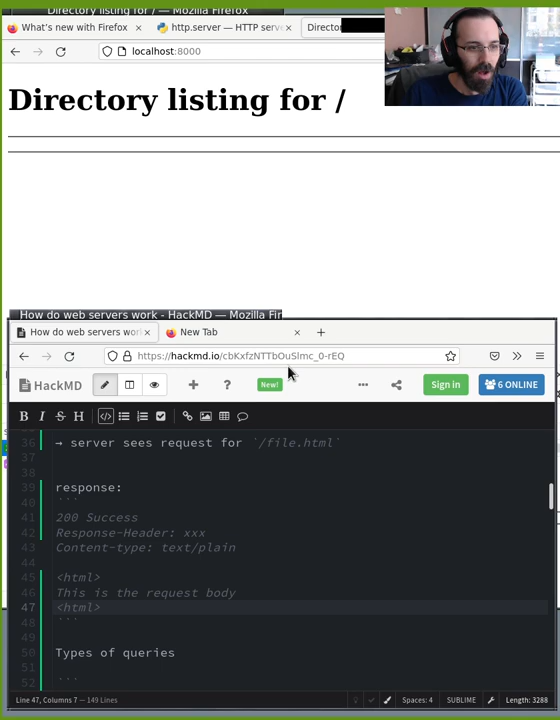 Directory listing for / — Mozilla Firefox
What's new with Firefox
http.server — HTTP serv
Directo
localhost:8000
Directory listing for /
How do web servers work - HackMD — Mozilla Fir
How do web servers wor
New Tab
https://hackmd.io/cbKxfzNTTbOuSlmc_0-rEQ
HackMD
New!
Sign in
6 ONLINE
B I S H
36 → server sees request for `/file.html`
37
38
39 response:
40 ```
41 200 Success
42 Response-Header: xxx
43 Content-type: text/plain
44
45 <html>
46 This is the request body
47 <html>
48 ```
49
50 Types of queries
51
52 ```
Line 47, Columns 7 — 149 Lines
Spaces: 4
SUBLIME
Length: 3288